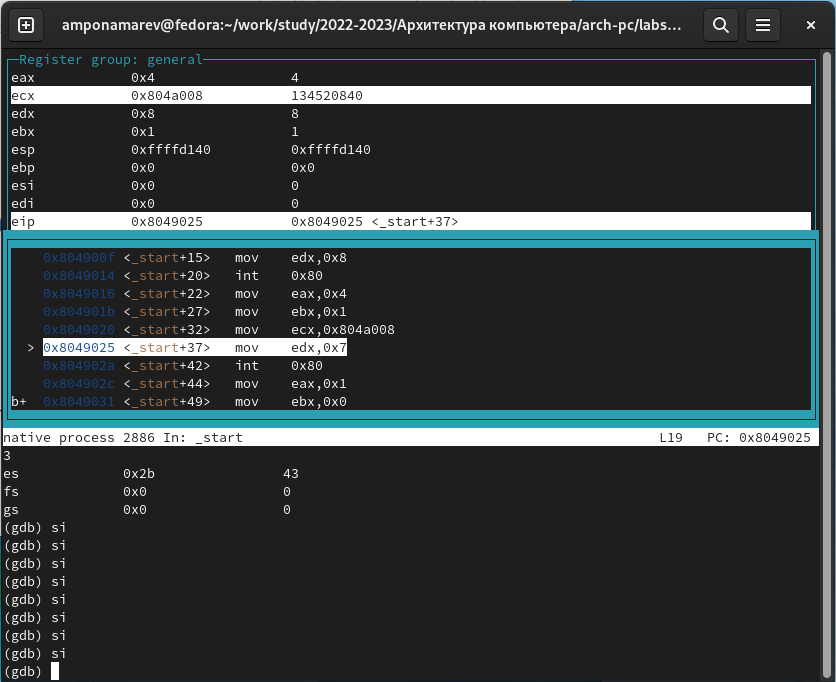 amponamarev@fedora:~/work/study/2022-2023/Архитектура компьютера/arch-pc/labs...
Register group: general
eax 0x4 4
ecx 0x804a008 134520840
edx 0x8 8
ebx 0x1 1
esp 0xffffd140 0xffffd140
ebp 0x0 0x0
esi 0x0 0
edi 0x0 0
eip 0x8049025 0x8049025 <_start+37>
0x804900f <_start+15> mov edx,0x8
0x8049014 <_start+20> int 0x80
0x8049016 <_start+22> mov eax,0x4
0x804901b <_start+27> mov ebx,0x1
0x8049020 <_start+32> mov ecx,0x804a008
> 0x8049025 <_start+37> mov edx,0x7
0x804902a <_start+42> int 0x80
0x804902c <_start+44> mov eax,0x1
b+ 0x8049031 <_start+49> mov ebx,0x0
native process 2886 In: _start L19 PC: 0x8049025
3
es 0x2b 43
fs 0x0 0
gs 0x0 0
(gdb) si
(gdb) si
(gdb) si
(gdb) si
(gdb) si
(gdb) si
(gdb) si
(gdb) si
(gdb)